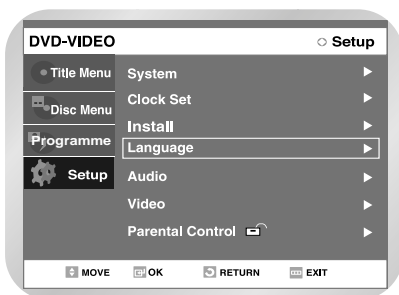 DVD-VIDEO Setup
Title Menu
Disc Menu
Programme
Setup
System
Clock Set
Install
Language
Audio
Video
Parental Control
MOVE OK RETURN EXIT